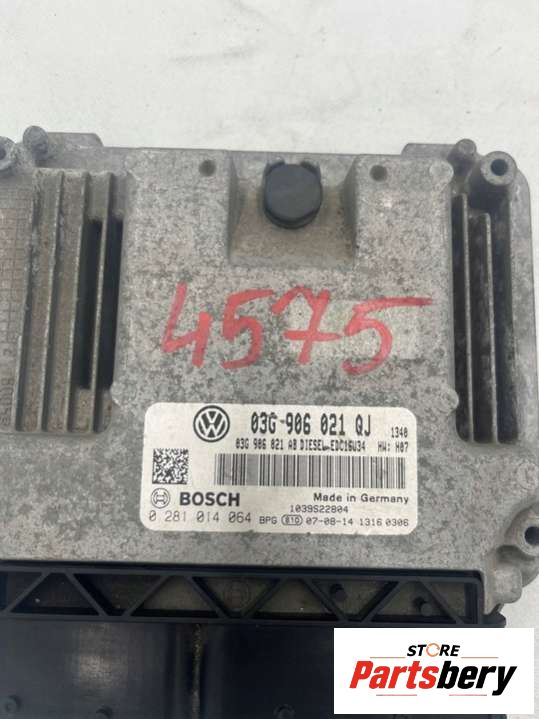 4575
03G 906 021 QJ 1348
03G 906 021 AB DIESEL EDC16U34 HW: H07
BOSCH
Made in Germany
1039S22804
0 281 014 064 BPG 07-08-14 1316 0306
STORE
Partsbery